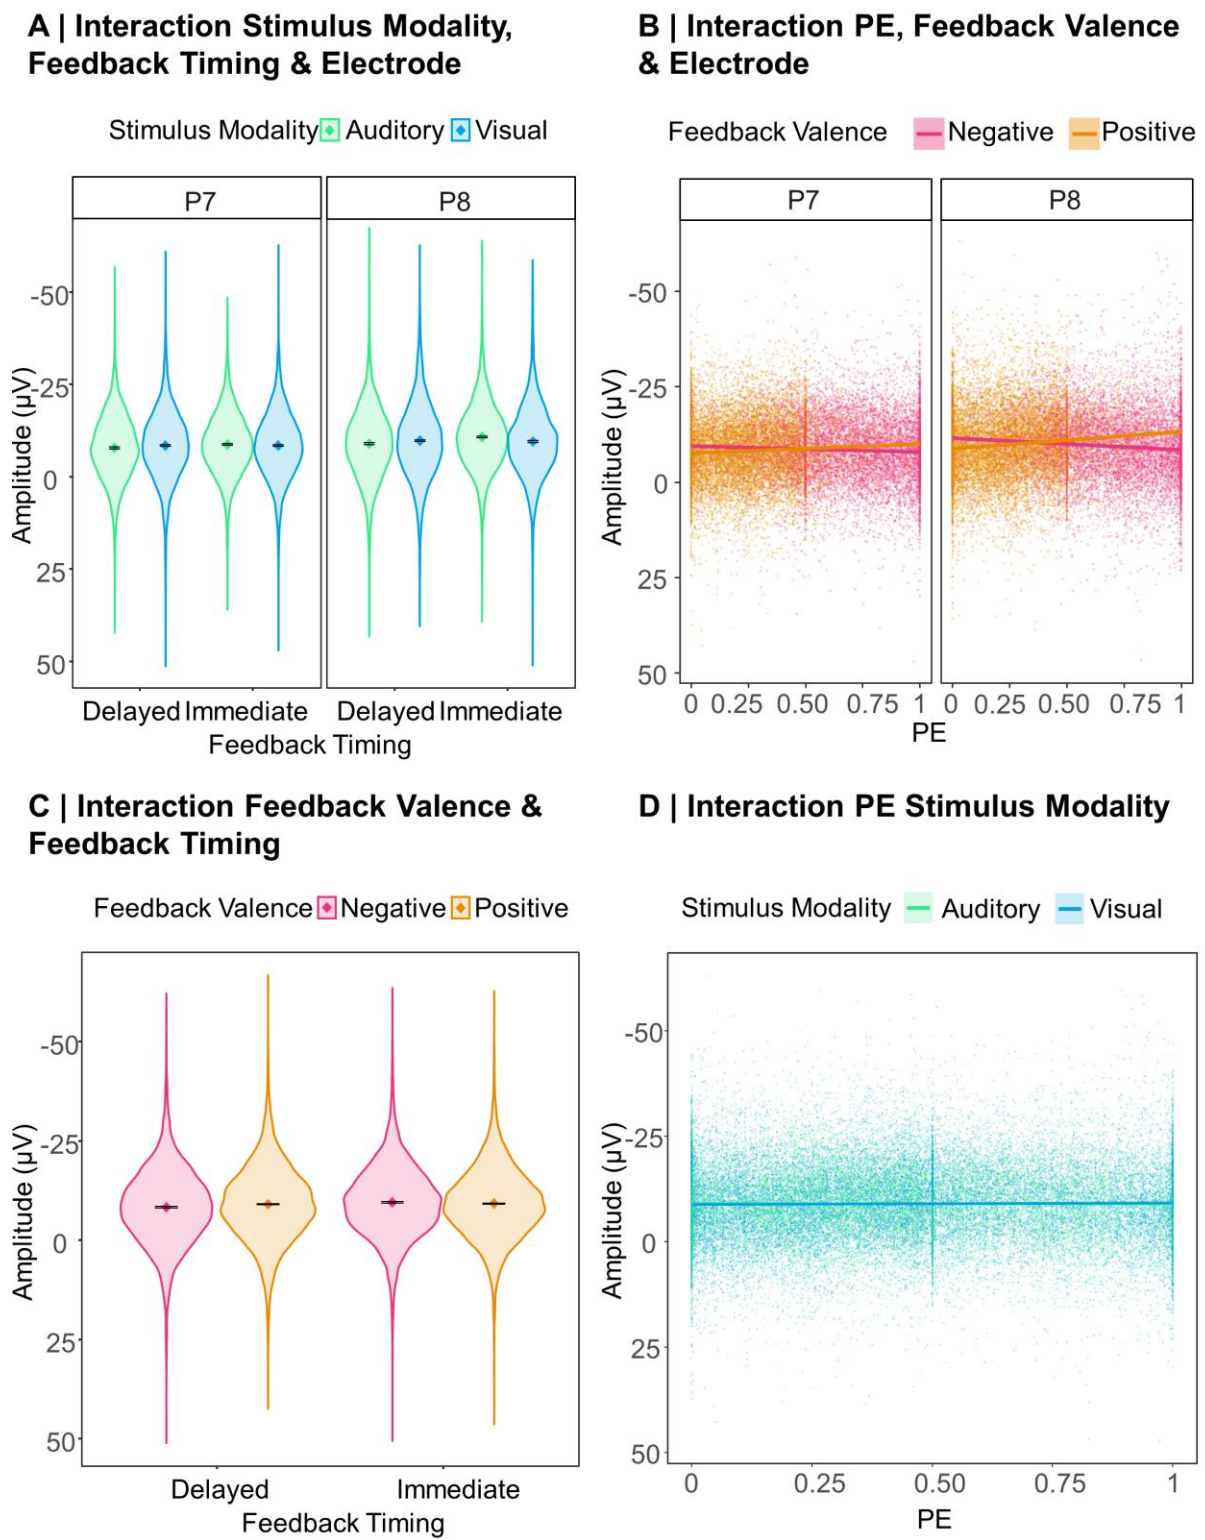 A | Interaction Stimulus Modality,
Feedback Timing & Electrode
Stimulus Modality Auditory Visual
P7 P8
-50
-25
0
25
50
Amplitude (µV)
Delayed Immediate Delayed Immediate
Feedback Timing
B | Interaction PE, Feedback Valence
& Electrode
Feedback Valence Negative Positive
P7 P8
-50
-25
0
25
50
Amplitude (µV)
0 0.25 0.50 0.75 1 0 0.25 0.50 0.75 1
PE
C | Interaction Feedback Valence &
Feedback Timing
Feedback Valence Negative Positive
-50
-25
0
25
50
Amplitude (µV)
Delayed Immediate
Feedback Timing
D | Interaction PE Stimulus Modality
Stimulus Modality Auditory Visual
-50
-25
0
25
50
Amplitude (µV)
0 0.25 0.50 0.75 1
PE